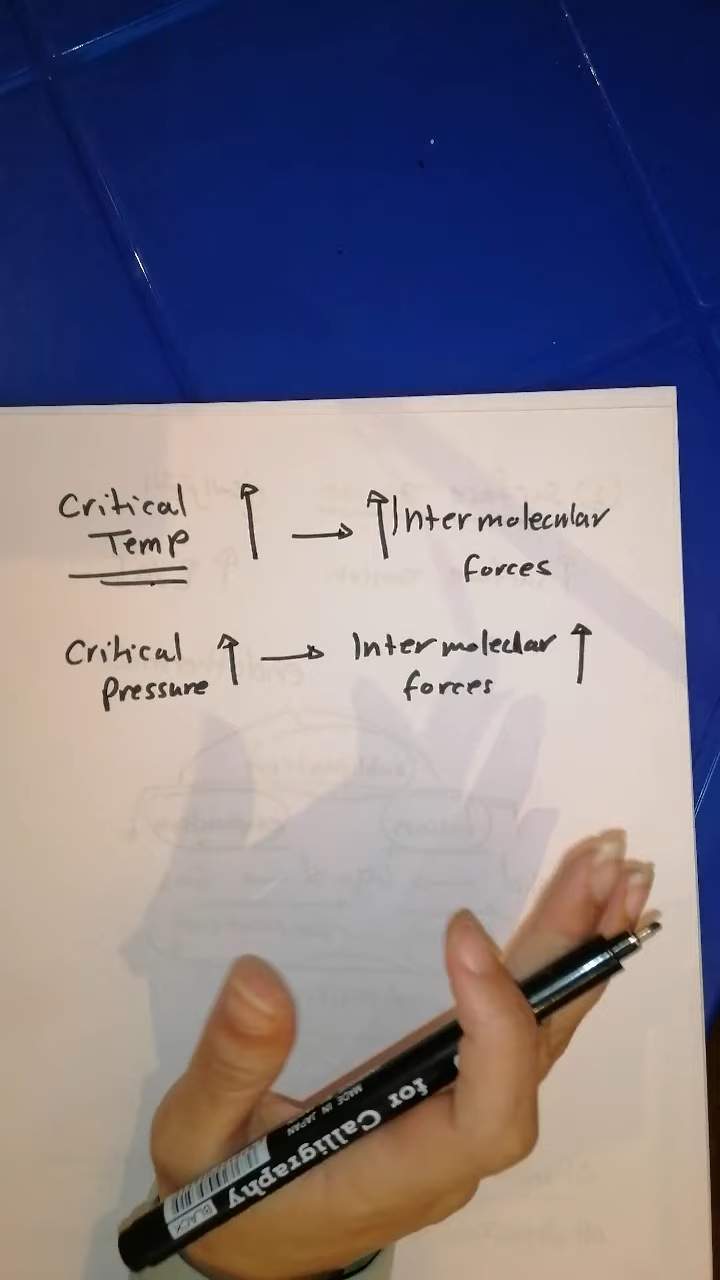 Critical ↑ → ↑ Intermolecular
Temp forces
Critical ↑ → Intermolecular ↑
pressure forces
for Calligraphy
MADE IN JAPAN
BLACK